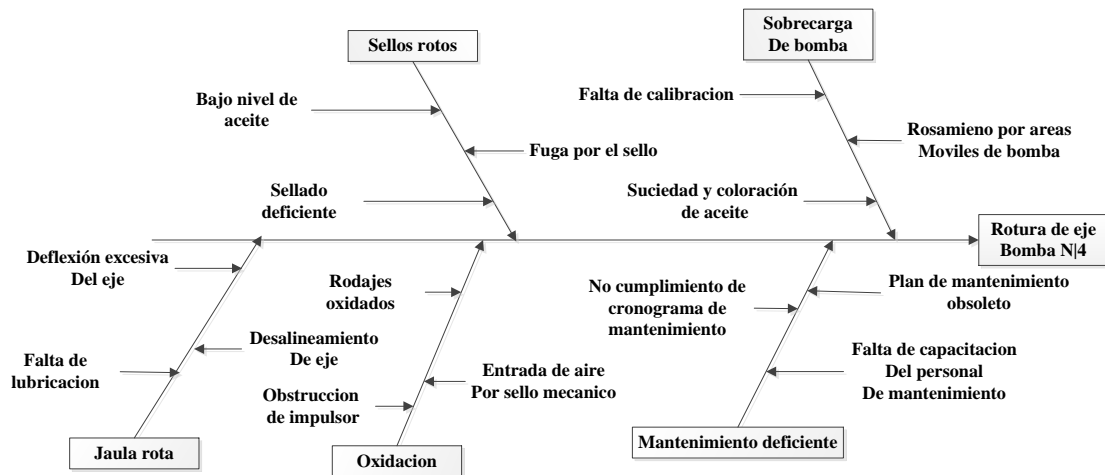 Sellos rotos
Sobrecarga
De bomba
Bajo nivel de
aceite
Falta de calibracion
Fuga por el sello
Rosamieno por areas
Moviles de bomba
Sellado
deficiente
Suciedad y coloración
de aceite
Rotura de eje
Bomba N|4
Deflexión excesiva
Del eje
Rodajes
oxidados
No cumplimiento de
cronograma de
mantenimiento
Plan de mantenimiento
obsoleto
Desalineamiento
De eje
Falta de
lubricacion
Entrada de aire
Por sello mecanico
Obstruccion
de impulsor
Falta de capacitacion
Del personal
De mantenimiento
Jaula rota
Oxidacion
Mantenimiento deficiente